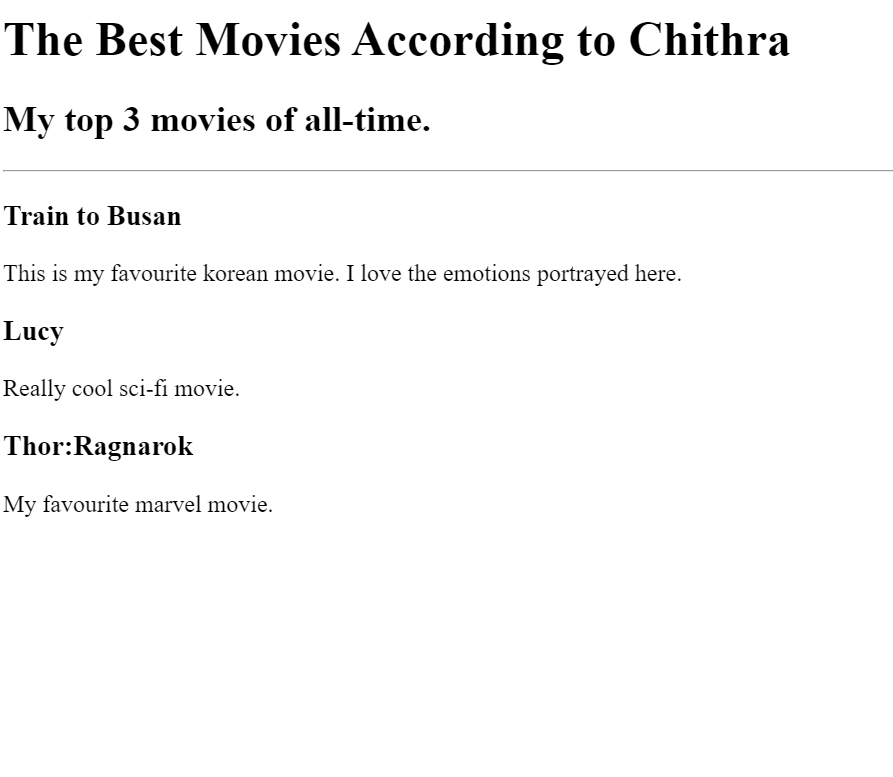 The Best Movies According to Chithra
My top 3 movies of all-time.
Train to Busan
This is my favourite korean movie. I love the emotions portrayed here.
Lucy
Really cool sci-fi movie.
Thor:Ragnarok
My favourite marvel movie.